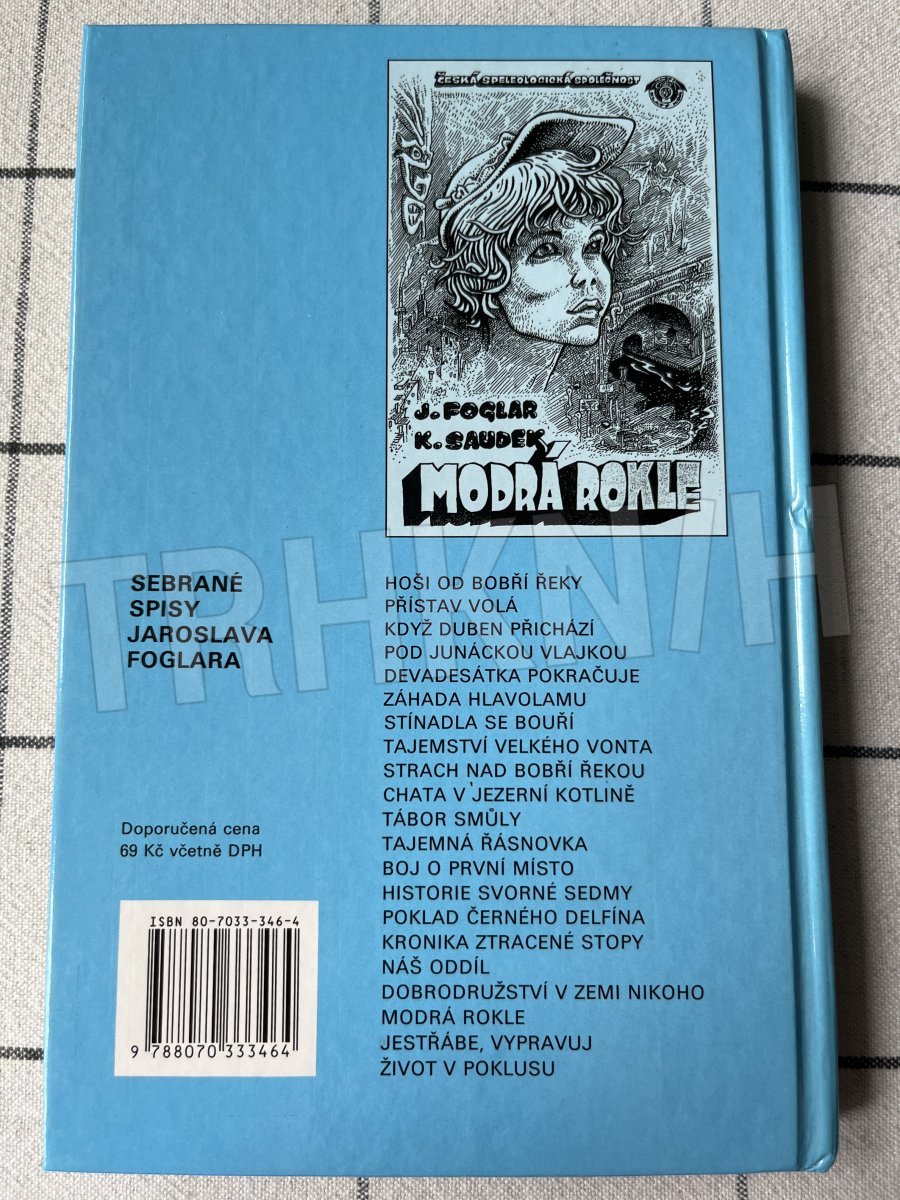 ČESKÁ SPELEOLOGICKÁ SPOLEČNOST
J. FOGLAR
K. SAUDEK
MODRÁ ROKLE
TRHKNIH
SEBRANÉ
SPISY
JAROSLAVA
FOGLARA
HOŠI OD BOBŘÍ ŘEKY
PŘÍSTAV VOLÁ
KDYŽ DUBEN PŘICHÁZÍ
POD JUNÁCKOU VLAJKOU
DEVADESÁTKA POKRAČUJE
ZÁHADA HLAVOLAMU
STÍNADLA SE BOUŘÍ
TAJEMSTVÍ VELKÉHO VONTA
STRACH NAD BOBŘÍ ŘEKOU
CHATA V JEZERNÍ KOTLINĚ
TÁBOR SMŮLY
TAJEMNÁ ŘÁSNOVKA
BOJ O PRVNÍ MÍSTO
HISTORIE SVORNÉ SEDMY
POKLAD ČERNÉHO DELFÍNA
KRONIKA ZTRACENÉ STOPY
NÁŠ ODDÍL
DOBRODRUŽSTVÍ V ZEMI NIKOHO
MODRÁ ROKLE
JESTŘÁBE, VYPRAVUJ
ŽIVOT V POKLUSU
Doporučená cena
69 Kč včetně DPH
ISBN 80-7033-346-4
9 788070 333464